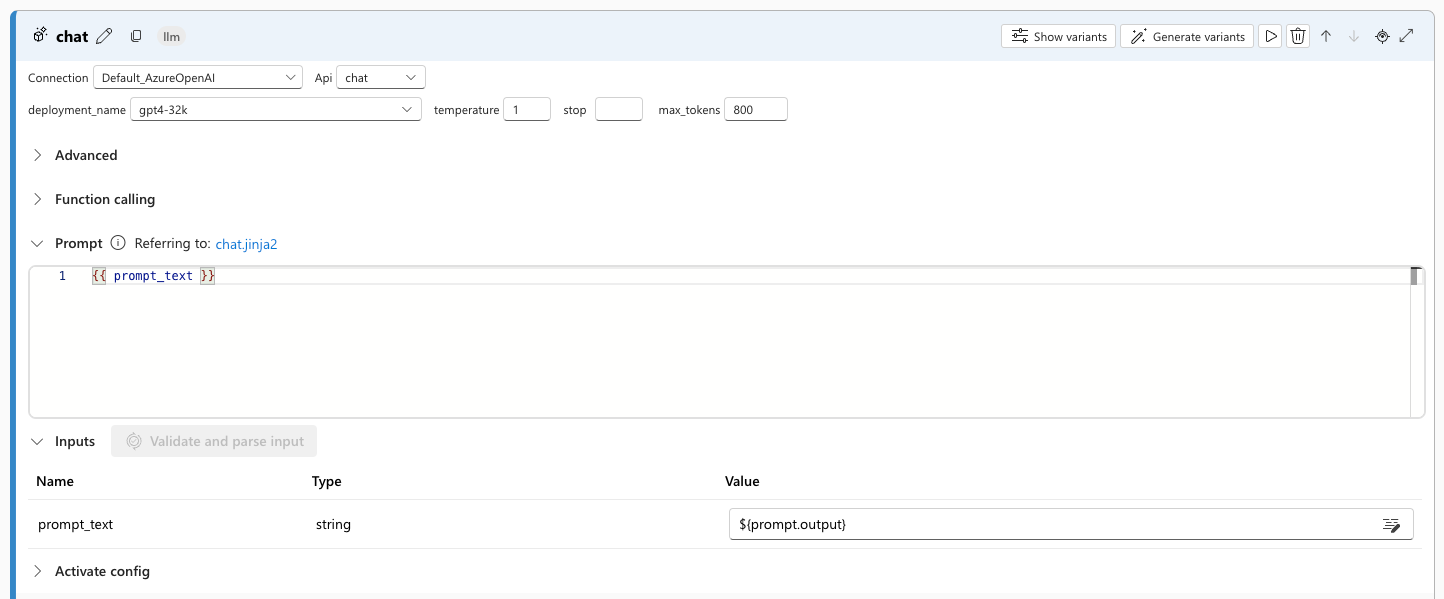 chat llm Show variants Generate variants
Connection Default_AzureOpenAI Api chat
deployment_name gpt4-32k temperature 1 stop max_tokens 800
Advanced
Function calling
Prompt Referring to: chat.jinja2
1 {{ prompt_text }}
Inputs Validate and parse input
Name Type Value
prompt_text string ${prompt.output}
Activate config